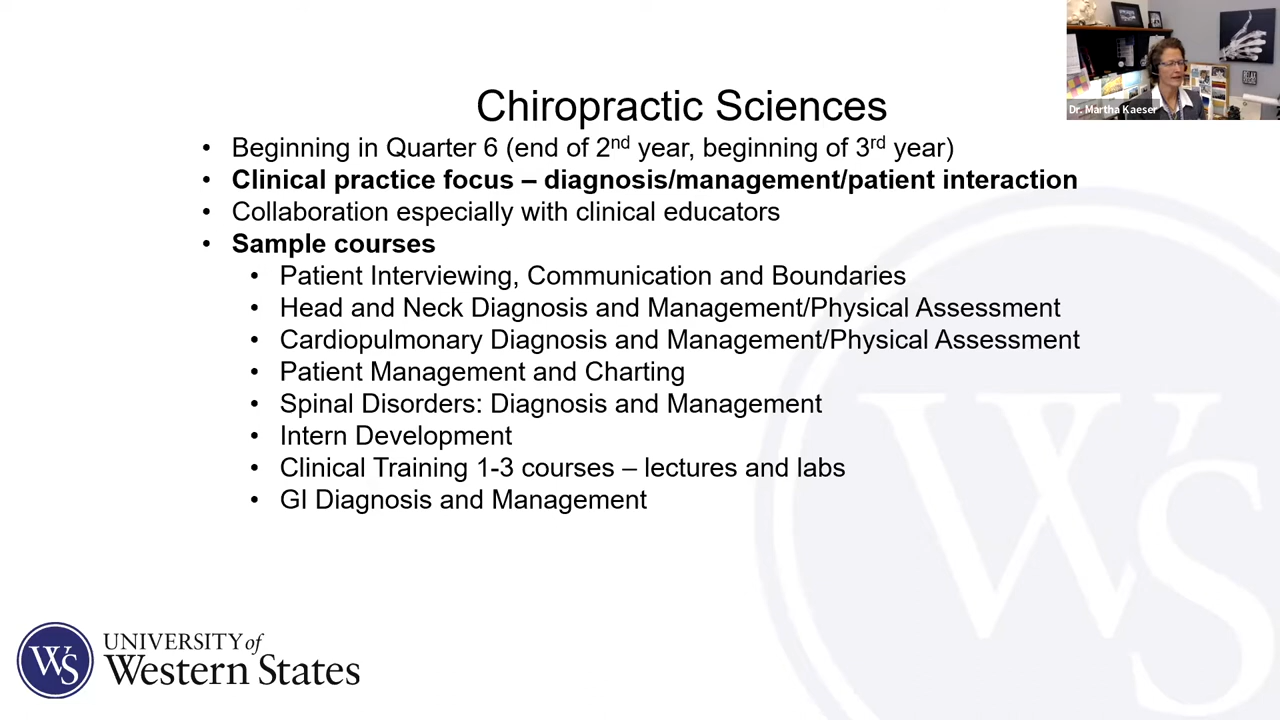 Chiropractic Sciences
• Beginning in Quarter 6 (end of 2nd year, beginning of 3rd year)
• Clinical practice focus – diagnosis/management/patient interaction
• Collaboration especially with clinical educators
• Sample courses
• Patient Interviewing, Communication and Boundaries
• Head and Neck Diagnosis and Management/Physical Assessment
• Cardiopulmonary Diagnosis and Management/Physical Assessment
• Patient Management and Charting
• Spinal Disorders: Diagnosis and Management
• Intern Development
• Clinical Training 1-3 courses – lectures and labs
• GI Diagnosis and Management
Dr. Martha Kaeser
RELAX
WS
WS
UNIVERSITY of
Western States